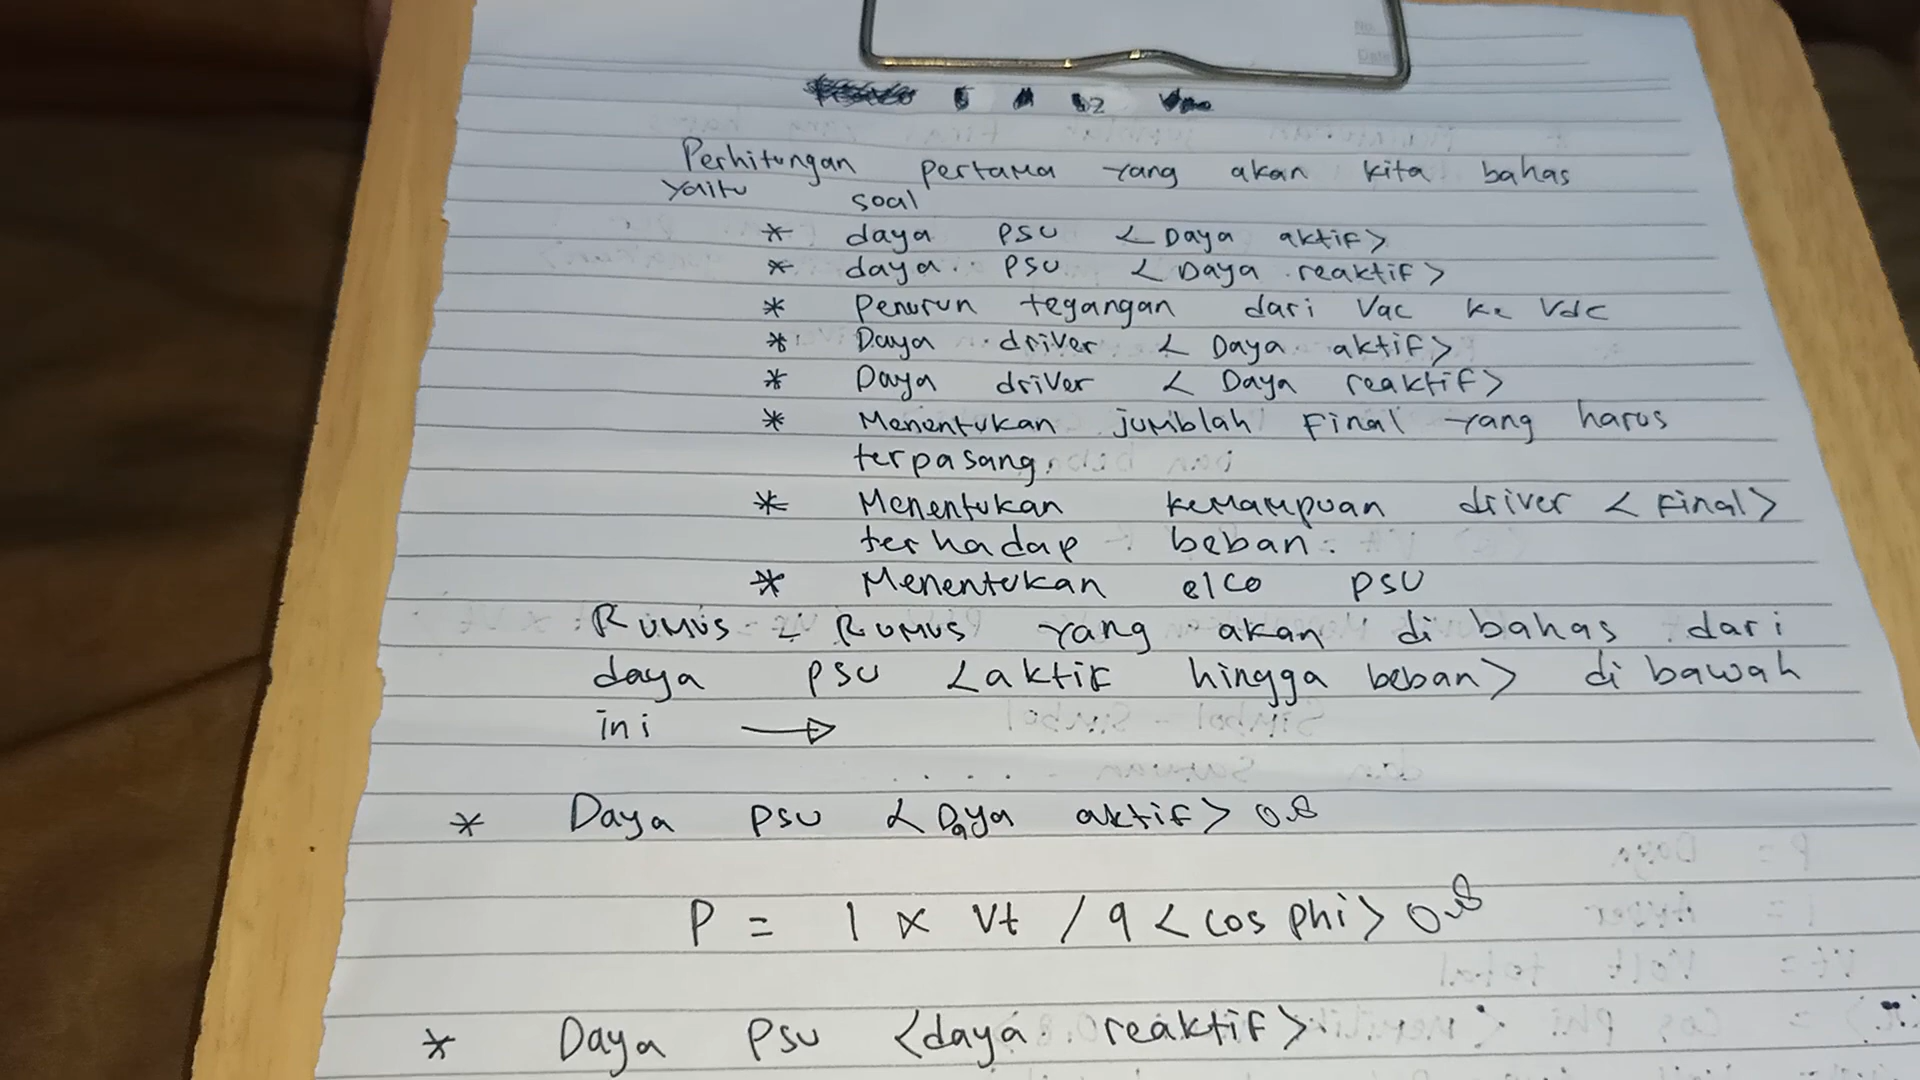 Perhitungan pertama yang akan kita bahas
yaitu soal
* daya PSU < Daya aktif>
* daya PSU < Daya reaktif>
* Penurun tegangan dari Vac ke Vdc
* Daya driver < Daya aktif>
* Daya driver < Daya reaktif>
* Menentukan jumblah Final yang harus
terpasang.
* Menentukan kemampuan driver < Final>
terhadap beban.
* Menentukan elco PSU
Rumus - Rumus yang akan di bahas dari
daya PSU <aktif hingga beban> di bawah
ini →
* Daya PSU < Daya aktif> 0.8
P = 1 x Vt / 9 < cos phi> 0.8
* Daya PSU <daya reaktif>